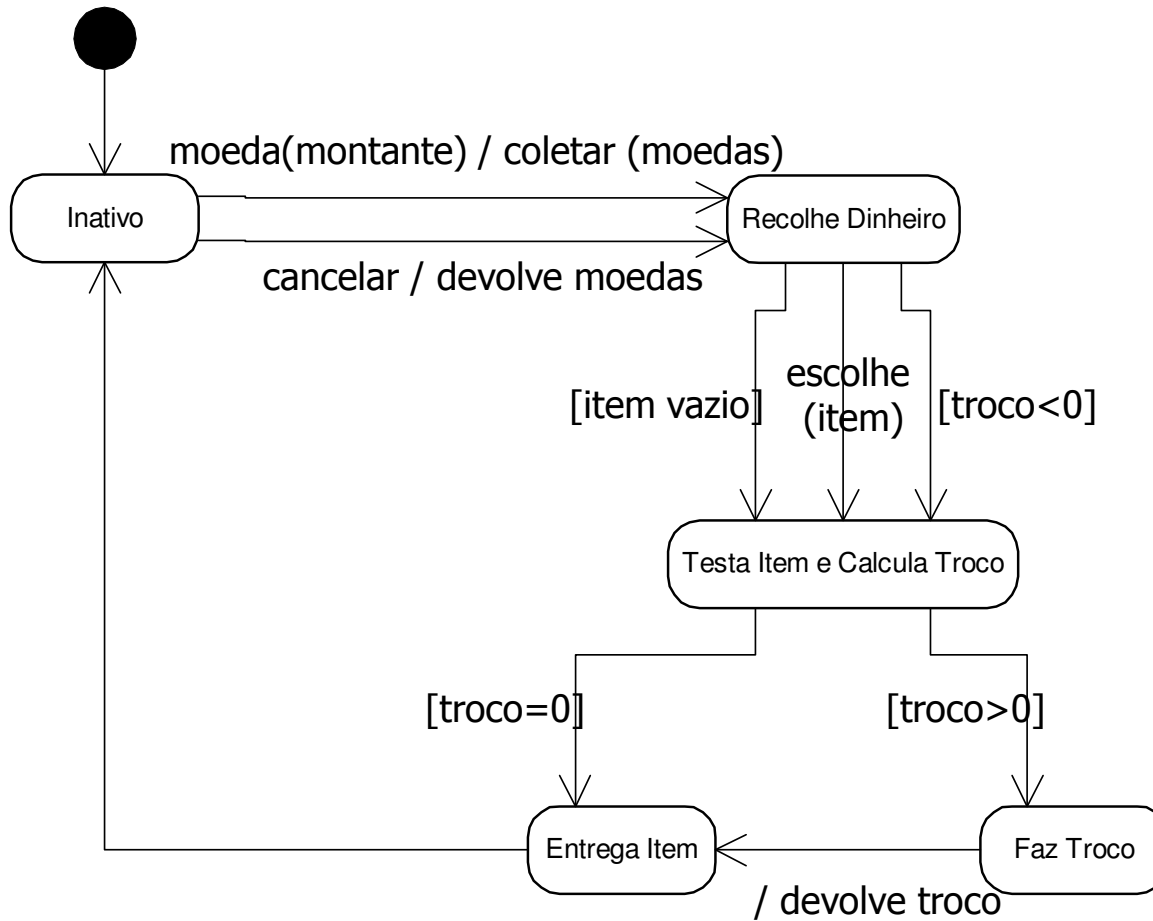 moeda(montante) / coletar (moedas)
Inativo
Recolhe Dinheiro
cancelar / devolve moedas
[item vazio]
escolhe
(item)
[troco<0]
Testa Item e Calcula Troco
[troco=0]
[troco>0]
Entrega Item
Faz Troco
/ devolve troco